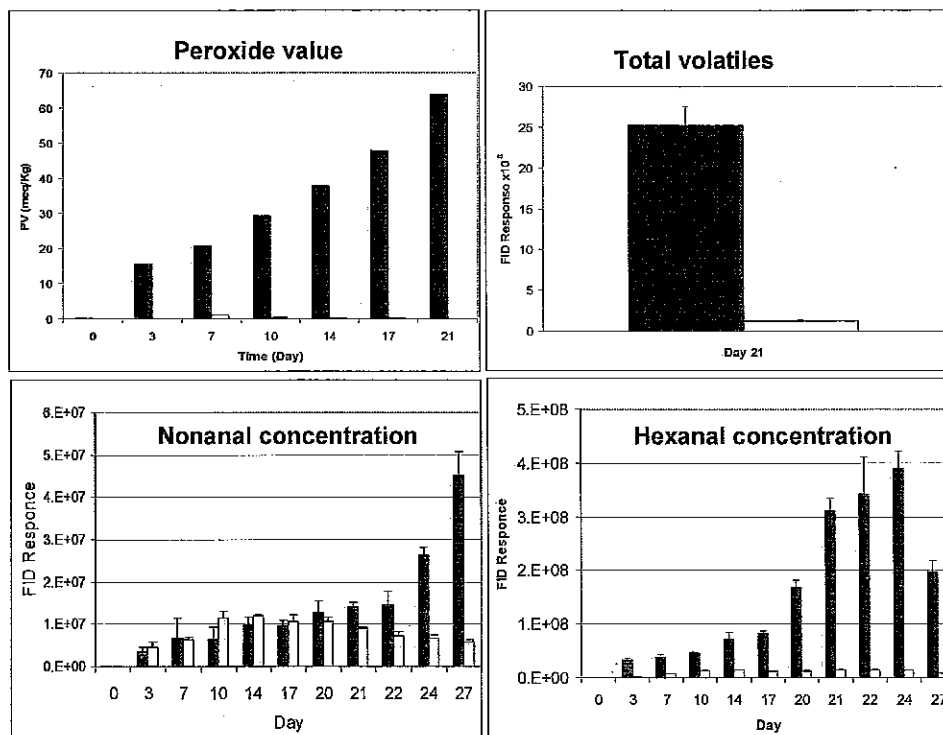 Peroxide value
70
60
50
40
30
20
10
0
PV (meq/Kg)
0 3 7 10 14 17 21
Time (Day)
Total volatiles
30
25
20
15
10
5
0
FID Response x10⁸
Day 21
Nonanal concentration
6.E+07
5.E+07
4.E+07
3.E+07
2.E+07
1.E+07
0.E+00
FID Responce
0 3 7 10 14 17 20 21 22 24 27
Day
Hexanal concentration
5.E+08
4.E+08
3.E+08
2.E+08
1.E+08
0.E+00
FID Responce
0 3 7 10 14 17 20 21 22 24 27
Day